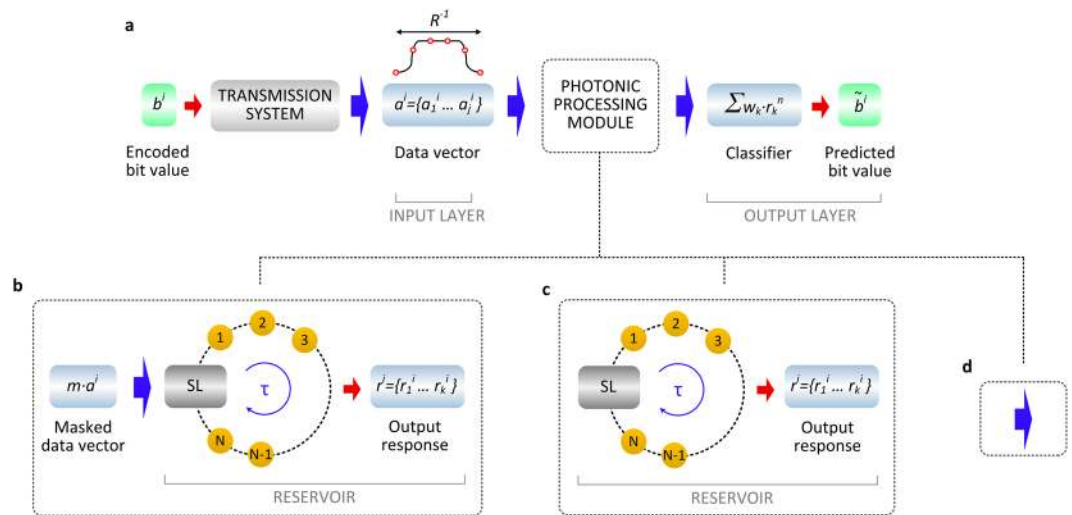 a
R⁻¹
bⁱ
TRANSMISSION
SYSTEM
aⁱ={a₁ⁱ ... aⱼⁱ}
PHOTONIC
PROCESSING
MODULE
∑wₖ·rₖⁿ
b̃ⁱ
Encoded
bit value
Data vector
Classifier
Predicted
bit value
INPUT LAYER
OUTPUT LAYER
b
1
2
3
m·aⁱ
SL
τ
rⁱ={r₁ⁱ ... rₖⁱ}
Masked
data vector
N
N-1
Output
response
RESERVOIR
c
1
2
3
SL
τ
rⁱ={r₁ⁱ ... rₖⁱ}
N
N-1
Output
response
RESERVOIR
d